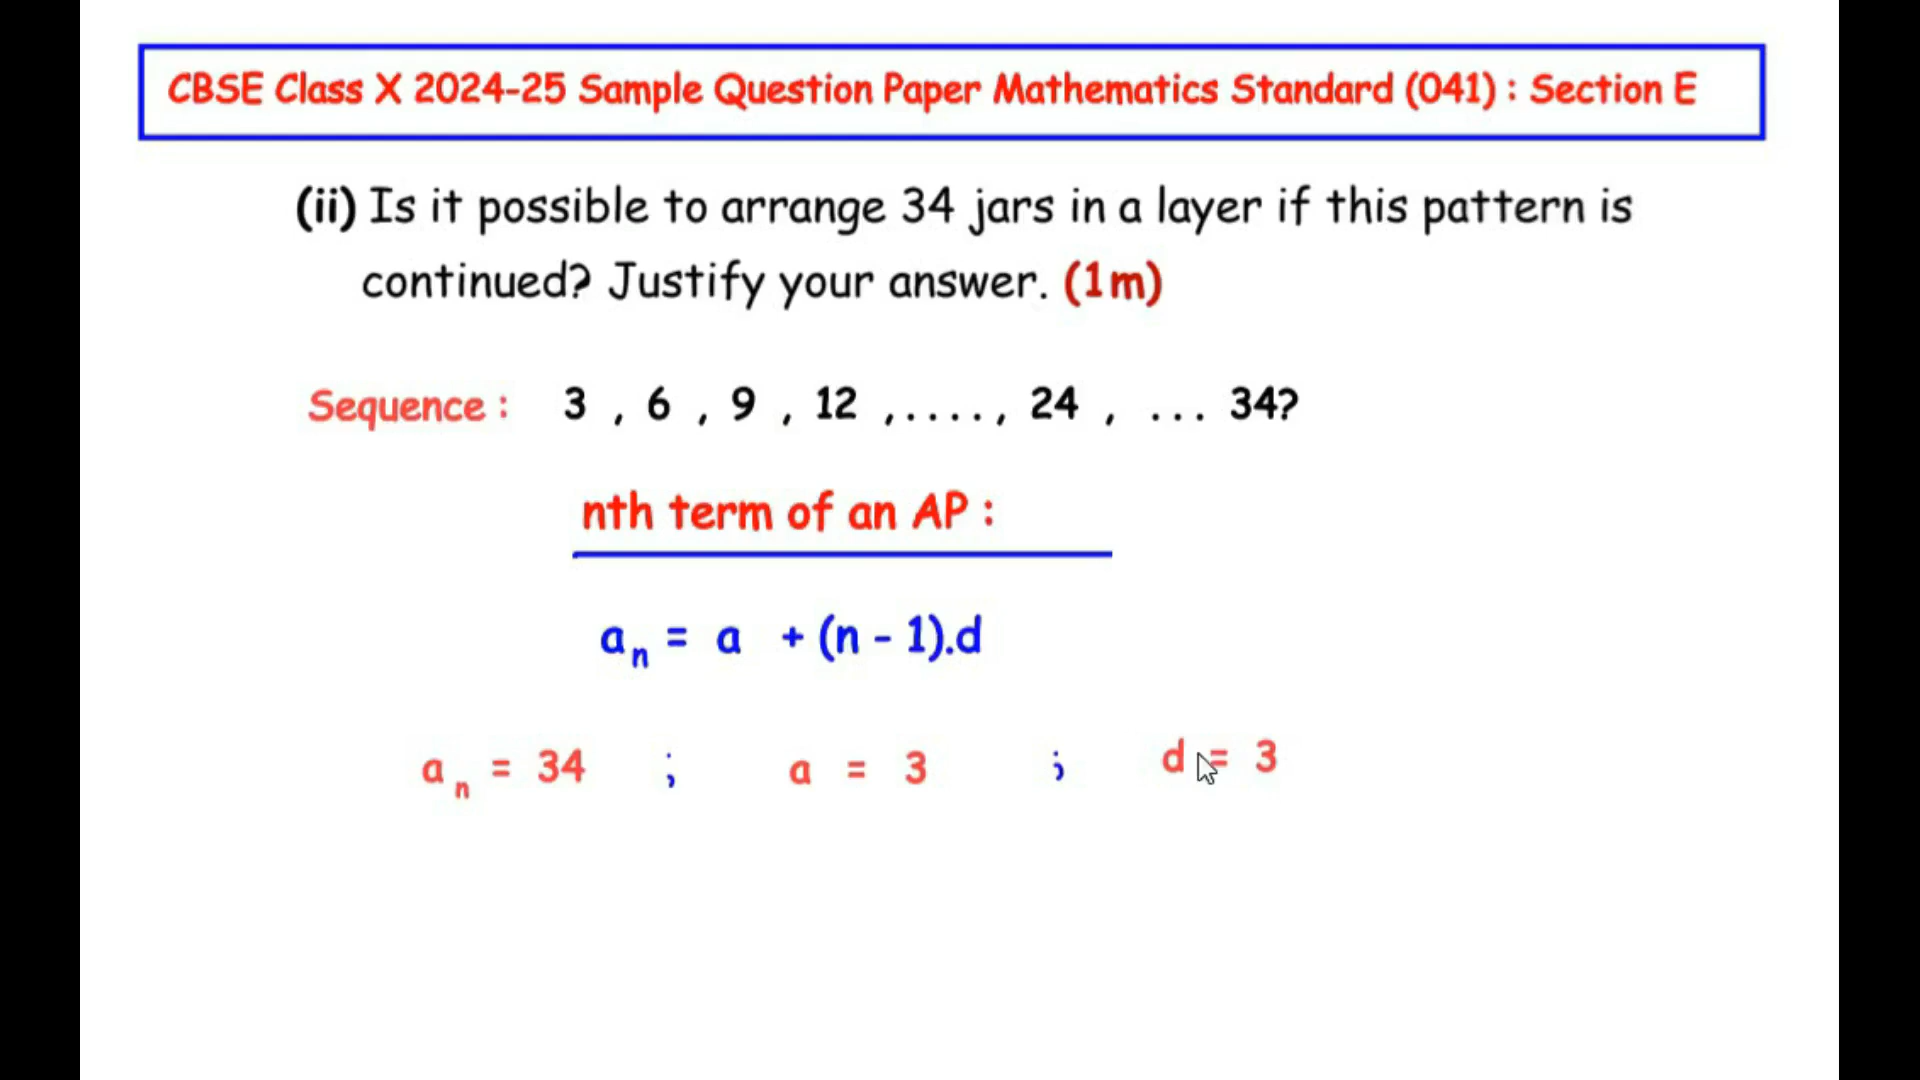 CBSE Class X 2024-25 Sample Question Paper Mathematics Standard (041) : Section E
(ii) Is it possible to arrange 34 jars in a layer if this pattern is
continued? Justify your answer. (1m)
Sequence : 3 , 6 , 9 , 12 ,...., 24 , ... 34?
nth term of an AP :
aₙ = a + (n - 1).d
aₙ = 34 ; a = 3 ; d = 3